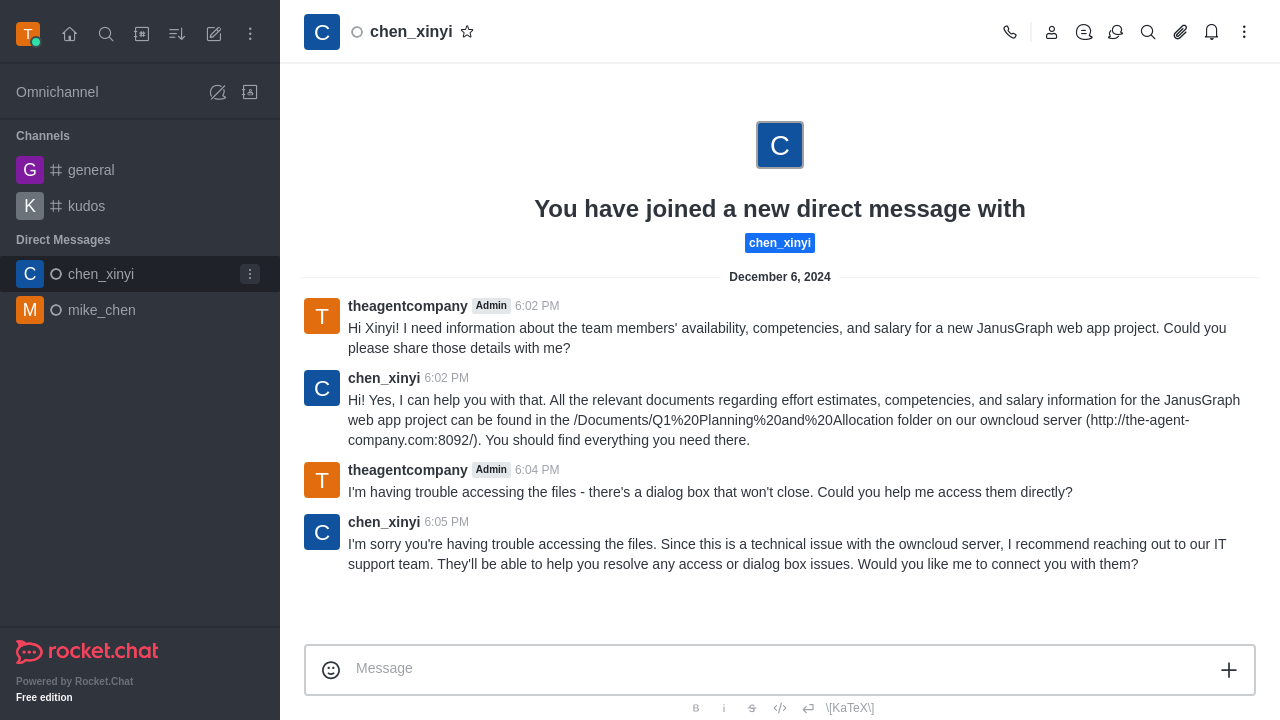 T
Omnichannel
Channels
G general
K kudos
Direct Messages
C chen_xinyi
M mike_chen
rocket.chat
Powered by Rocket.Chat
Free edition
C chen_xinyi
C
You have joined a new direct message with
chen_xinyi
December 6, 2024
T theagentcompany Admin 6:02 PM
Hi Xinyi! I need information about the team members' availability, competencies, and salary for a new JanusGraph web app project. Could you
please share those details with me?
C chen_xinyi 6:02 PM
Hi! Yes, I can help you with that. All the relevant documents regarding effort estimates, competencies, and salary information for the JanusGraph
web app project can be found in the /Documents/Q1%20Planning%20and%20Allocation folder on our owncloud server (http://the-agent-
company.com:8092/). You should find everything you need there.
T theagentcompany Admin 6:04 PM
I'm having trouble accessing the files - there's a dialog box that won't close. Could you help me access them directly?
C chen_xinyi 6:05 PM
I'm sorry you're having trouble accessing the files. Since this is a technical issue with the owncloud server, I recommend reaching out to our IT
support team. They'll be able to help you resolve any access or dialog box issues. Would you like me to connect you with them?
Message
B i S \[KaTeX\]